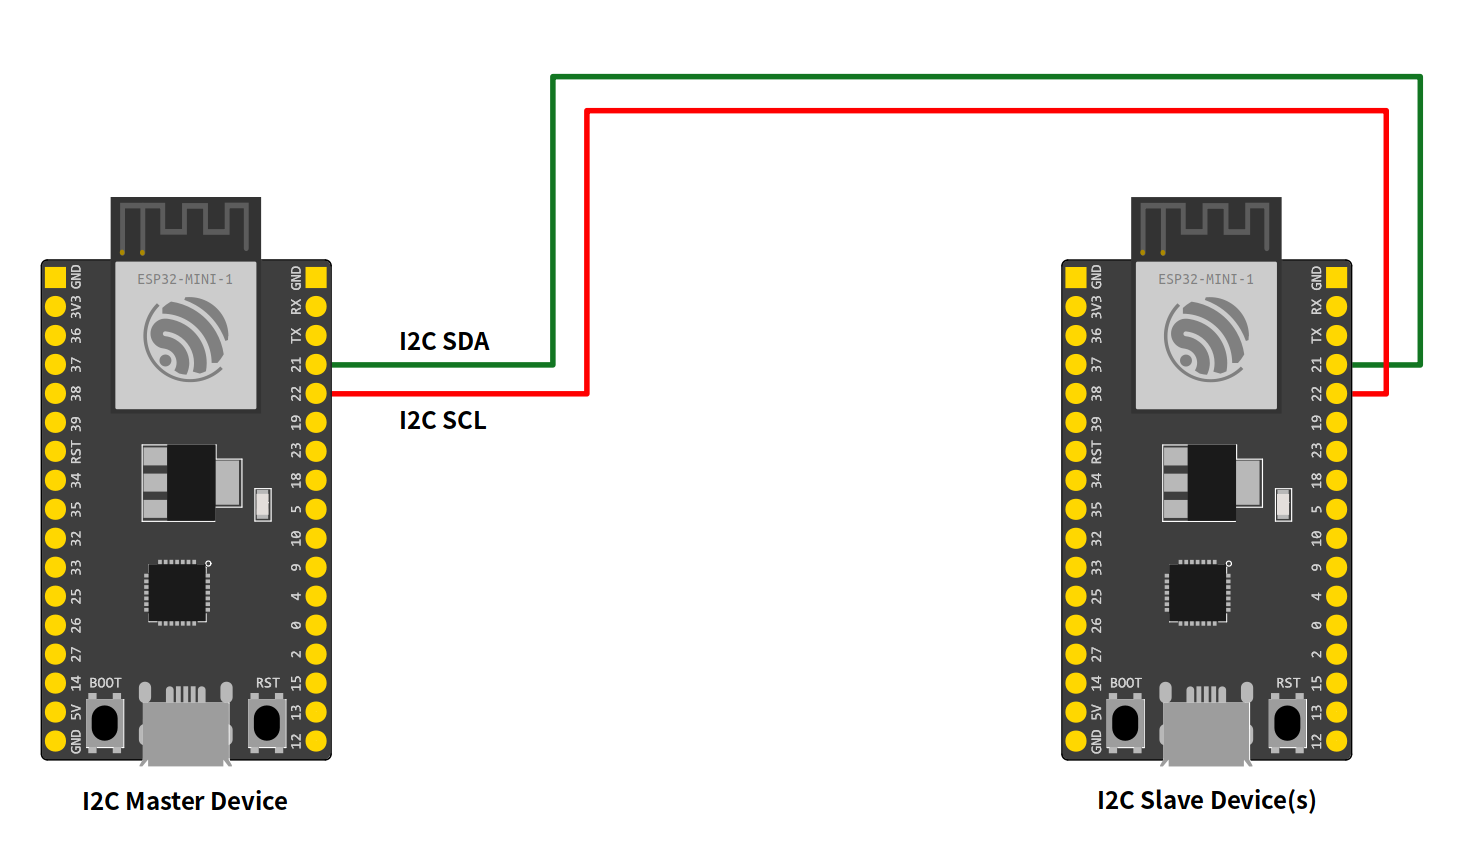 I2C SDA
I2C SCL
ESP32-MINI-1
GND
3V3
36
37
38
39
RST
34
35
32
33
25
26
27
14
5V
GND
GND
RX
TX
21
22
19
23
18
5
10
9
4
0
2
15
13
12
BOOT
RST
I2C Master Device
ESP32-MINI-1
GND
3V3
36
37
38
39
RST
34
35
32
33
25
26
27
14
5V
GND
GND
RX
TX
21
22
19
23
18
5
10
9
4
0
2
15
13
12
BOOT
RST
I2C Slave Device(s)